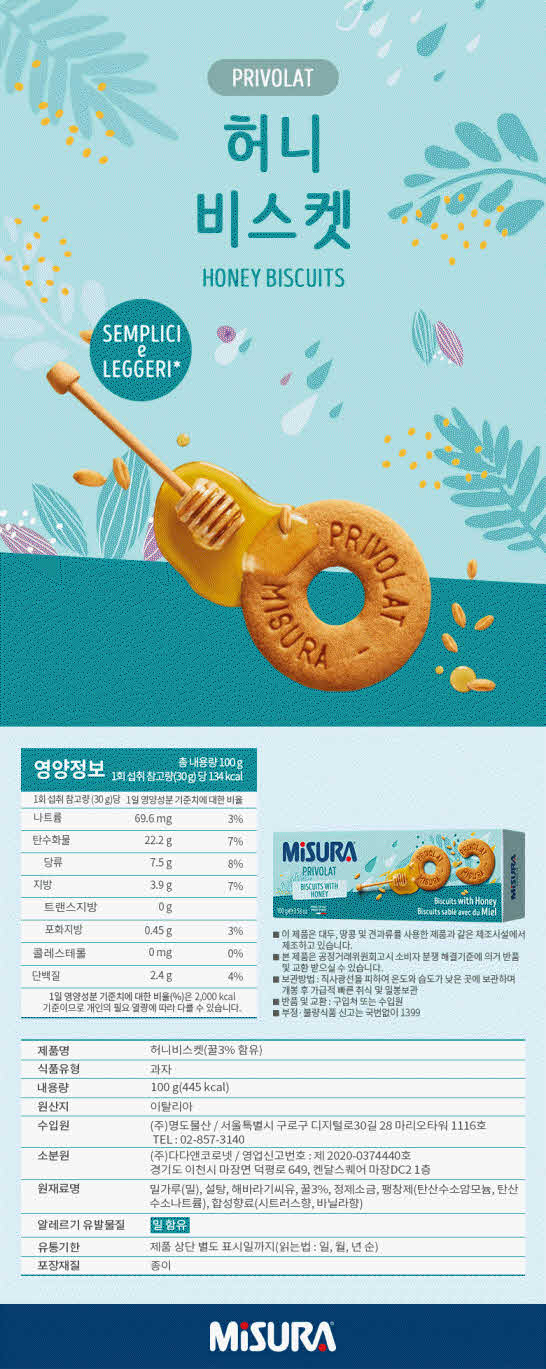 PRIVOLAT
허니
비스켓
HONEY BISCUITS
SEMPLICI
e
LEGGERI*
PRIVOLAT
MISURA
영양정보
총 내용량 100 g
1회 섭취 참고량(30 g)당 134 kcal
1회 섭취 참고량 (30 g)당 1일 영양성분 기준치에 대한 비율
나트륨 69.6 mg 3%
탄수화물 22.2 g 7%
당류 7.5 g 8%
지방 3.9 g 7%
트랜스지방 0 g
포화지방 0.45 g 3%
콜레스테롤 0 mg 0%
단백질 2.4 g 4%
1일 영양성분 기준치에 대한 비율(%)은 2,000 kcal
기준이므로 개인의 필요 열량에 따라 다를 수 있습니다.
MiSURA
PRIVOLAT
BISCUITS WITH
HONEY
100 g℮3.53oz
Biscuits with Honey
Biscuits sablé avec du Miel
MiSURA
■ 이 제품은 대두, 땅콩 및 견과류를 사용한 제품과 같은 제조시설에서
제조하고 있습니다.
■ 본 제품은 공정거래위원회고시 소비자 분쟁 해결기준에 의거 반품
및 교환 받으실 수 있습니다.
■ 보관방법 : 직사광선을 피하여 온도와 습도가 낮은 곳에 보관하며
개봉 후 가급적 빠른 취식 및 밀봉보관
■ 반품 및 교환 : 구입처 또는 수입원
■ 부정·불량식품 신고는 국번없이 1399
제품명 허니비스켓(꿀3% 함유)
식품유형 과자
내용량 100 g(445 kcal)
원산지 이탈리아
수입원 (주)명도물산 / 서울특별시 구로구 디지털로30길 28 마리오타워 1116호
TEL : 02-857-3140
소분원 (주)다다앤코로넷 / 영업신고번호 : 제 2020-0374440호
경기도 이천시 마장면 덕평로 649, 켄달스퀘어 마장DC2 1층
원재료명 밀가루(밀), 설탕, 해바라기씨유, 꿀3%, 정제소금, 팽창제(탄산수소암모늄, 탄산
수소나트륨), 합성향료(시트러스향, 바닐라향)
알레르기 유발물질 밀 함유
유통기한 제품 상단 별도 표시일까지(읽는법 : 일, 월, 년 순)
포장재질 종이
MiSURA